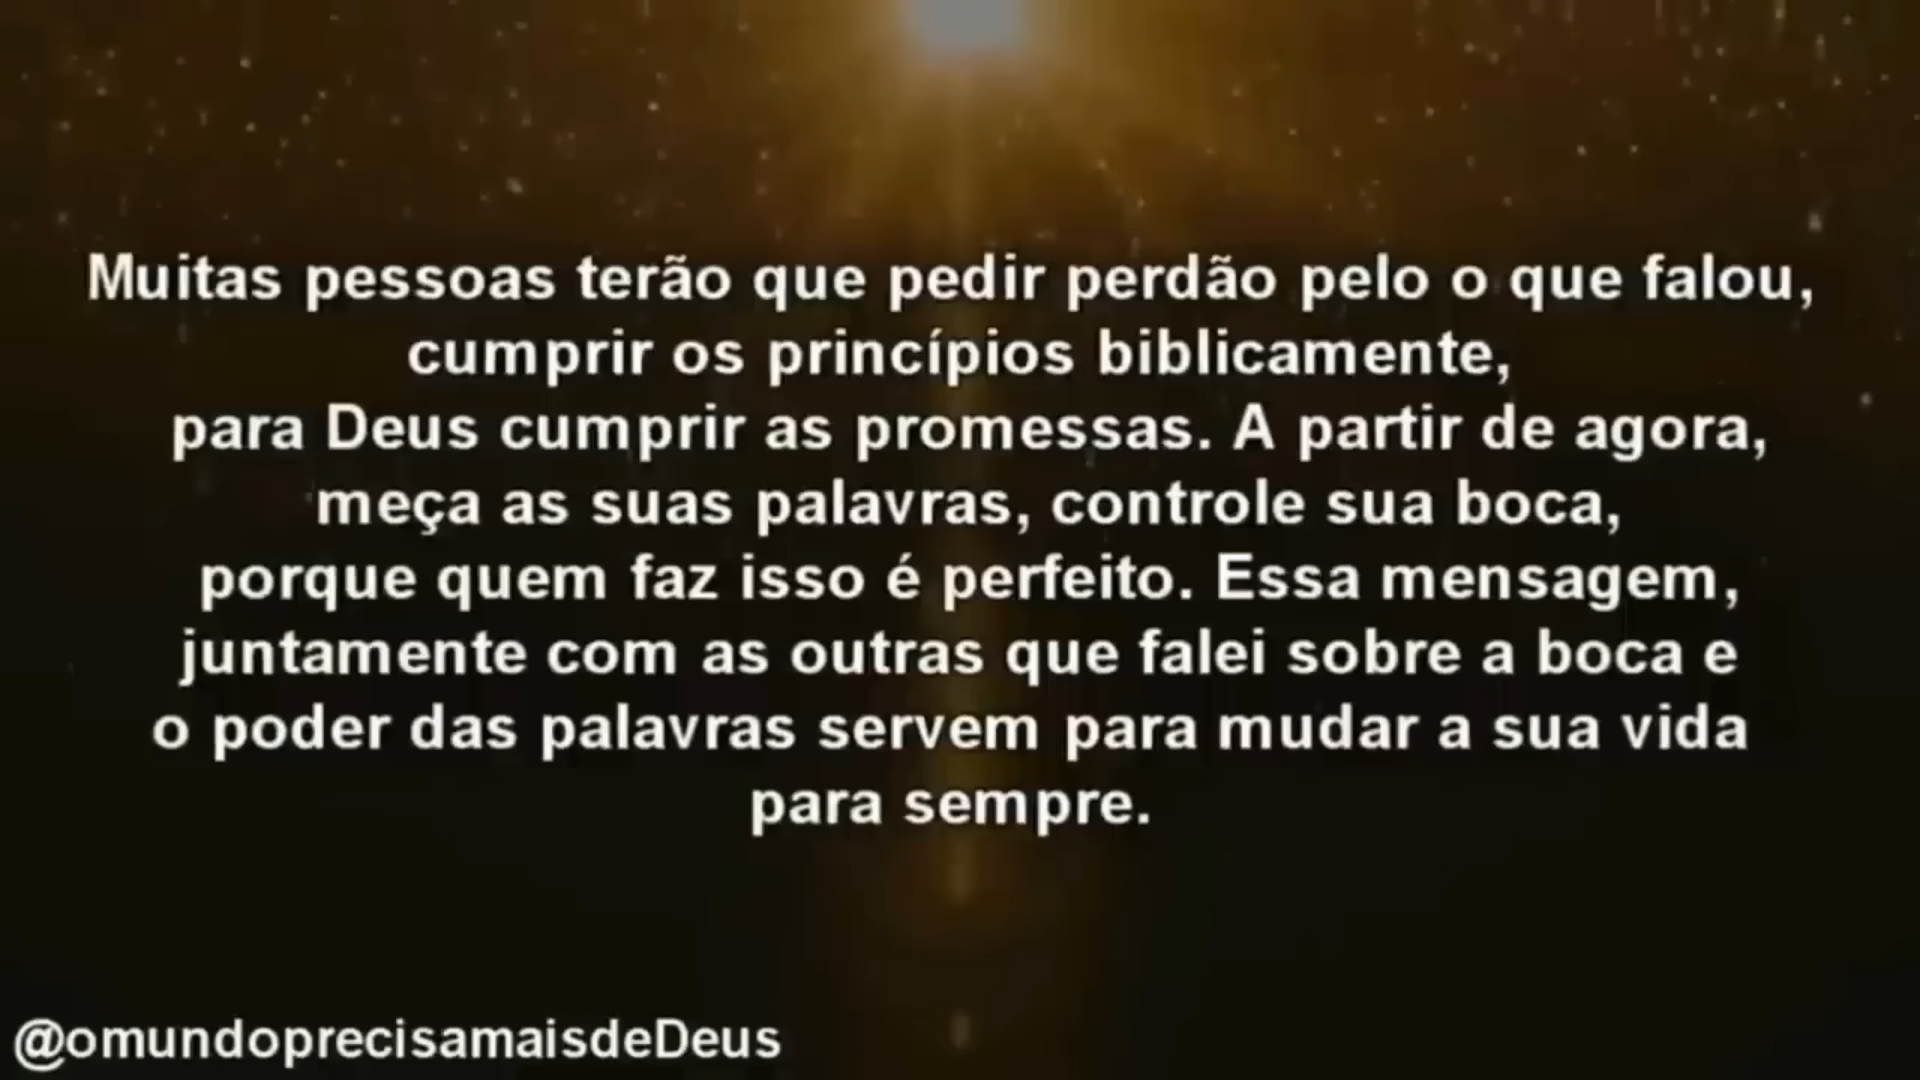 Muitas pessoas terão que pedir perdão pelo o que falou,
cumprir os princípios biblicamente,
para Deus cumprir as promessas. A partir de agora,
meça as suas palavras, controle sua boca,
porque quem faz isso é perfeito. Essa mensagem,
juntamente com as outras que falei sobre a boca e
o poder das palavras servem para mudar a sua vida
para sempre.
@omundoprecisamaisdeDeus